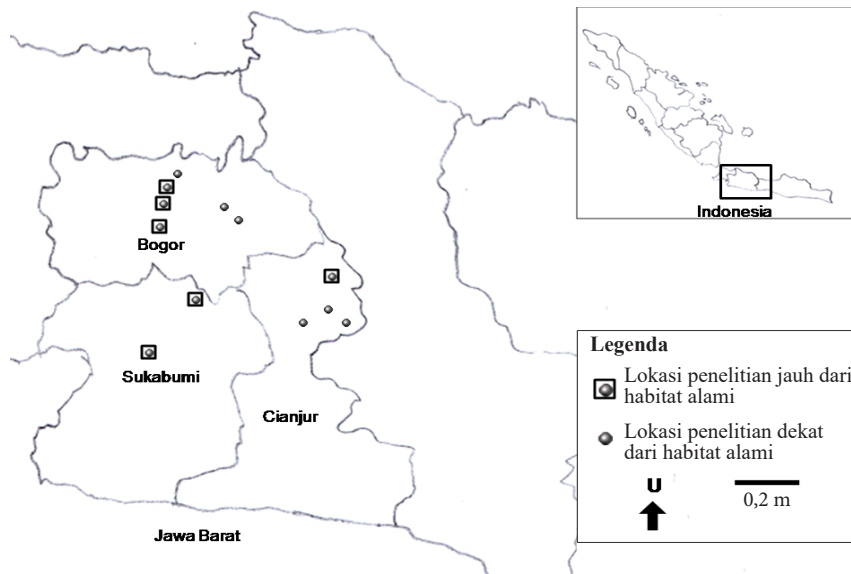 Indonesia
Bogor
Sukabumi
Cianjur
Jawa Barat
Legenda
Lokasi penelitian jauh dari
habitat alami
Lokasi penelitian dekat
dari habitat alami
U
0,2 m